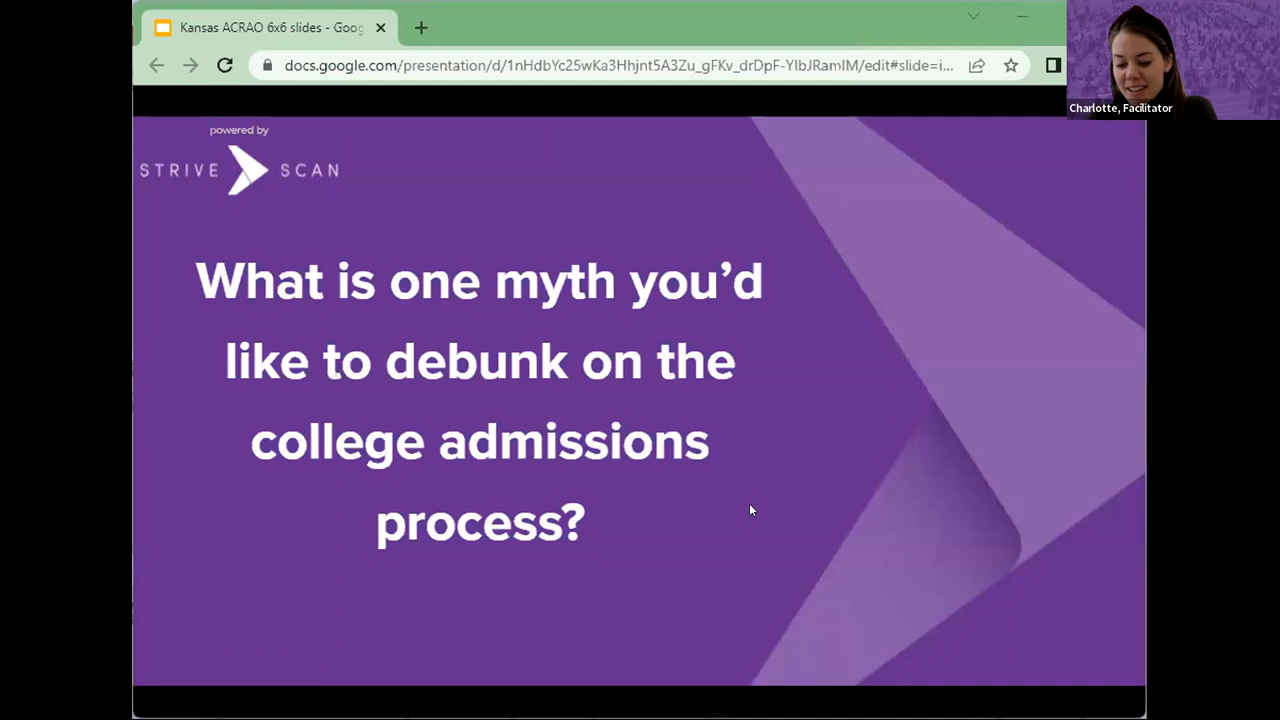 Kansas ACRAO 6x6 slides - Goog
docs.google.com/presentation/d/1nHdbYc25wKa3Hhjnt5A3Zu_gFKv_drDpF-YlbJRamIM/edit#slide=i...
Charlotte, Facilitator
powered by
STRIVE SCAN
What is one myth you’d
like to debunk on the
college admissions
process?